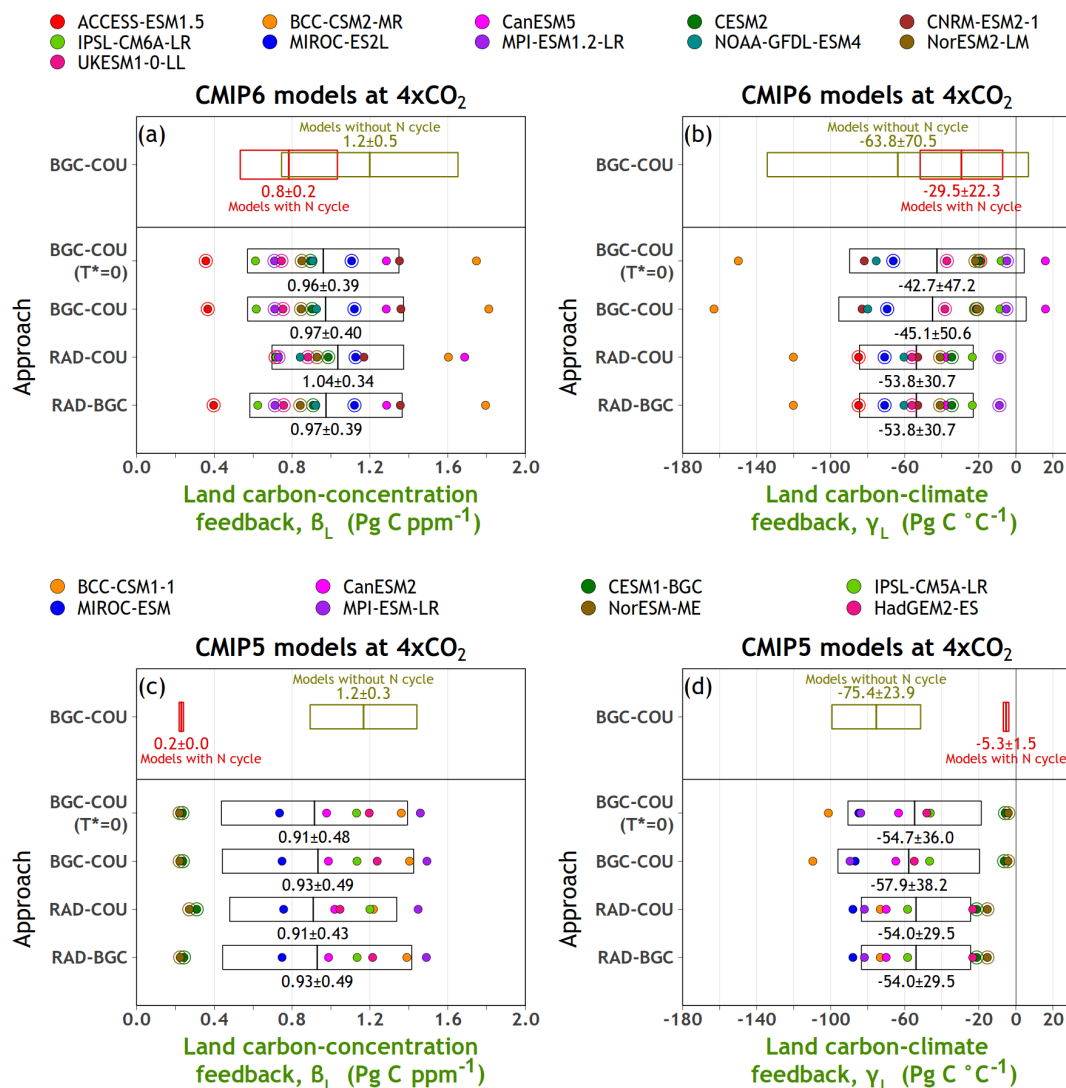 ACCESS-ESM1.5 BCC-CSM2-MR CanESM5 CESM2 CNRM-ESM2-1
IPSL-CM6A-LR MIROC-ES2L MPI-ESM1.2-LR NOAA-GFDL-ESM4 NorESM2-LM
UKESM1-0-LL
CMIP6 models at 4xCO₂
(a)
Models without N cycle
1.2±0.5
BGC-COU
0.8±0.2
Models with N cycle
Approach
BGC-COU
(T*=0)
0.96±0.39
BGC-COU
0.97±0.40
RAD-COU
1.04±0.34
RAD-BGC
0.97±0.39
0.0 0.4 0.8 1.2 1.6 2.0
Land carbon-concentration
feedback, β_L (Pg C ppm⁻¹)
CMIP6 models at 4xCO₂
(b)
Models without N cycle
-63.8±70.5
BGC-COU
-29.5±22.3
Models with N cycle
Approach
BGC-COU
(T*=0)
-42.7±47.2
BGC-COU
-45.1±50.6
RAD-COU
-53.8±30.7
RAD-BGC
-53.8±30.7
-180 -140 -100 -60 -20 0 20
Land carbon-climate
feedback, γ_L (Pg C °C⁻¹)
BCC-CSM1-1 CanESM2 CESM1-BGC IPSL-CM5A-LR
MIROC-ESM MPI-ESM-LR NorESM-ME HadGEM2-ES
CMIP5 models at 4xCO₂
(c)
Models without N cycle
1.2±0.3
BGC-COU
0.2±0.0
Models with N cycle
Approach
BGC-COU
(T*=0)
0.91±0.48
BGC-COU
0.93±0.49
RAD-COU
0.91±0.43
RAD-BGC
0.93±0.49
0.0 0.4 0.8 1.2 1.6 2.0
Land carbon-concentration
feedback, β_L (Pg C ppm⁻¹)
CMIP5 models at 4xCO₂
(d)
Models without N cycle
-75.4±23.9
BGC-COU
-5.3±1.5
Models with N cycle
Approach
BGC-COU
(T*=0)
-54.7±36.0
BGC-COU
-57.9±38.2
RAD-COU
-54.0±29.5
RAD-BGC
-54.0±29.5
-180 -140 -100 -60 -20 0 20
Land carbon-climate
feedback, γ_L (Pg C °C⁻¹)